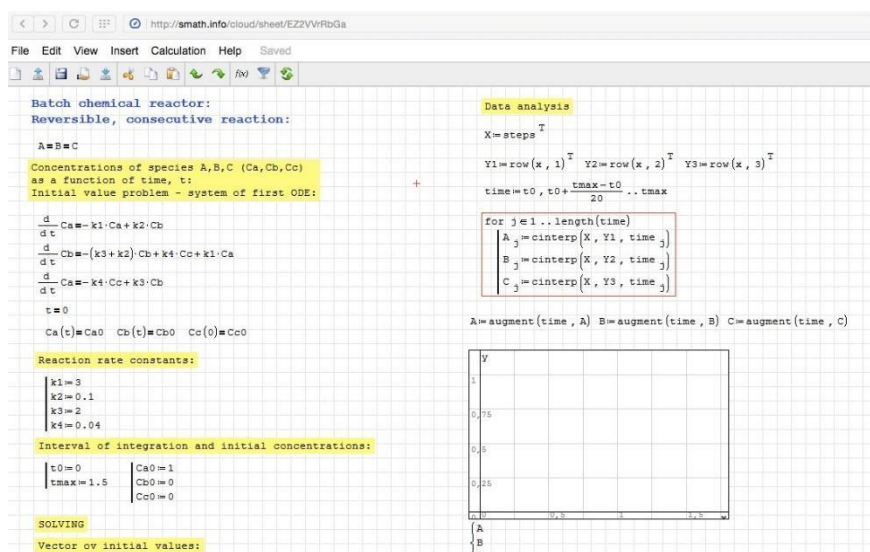 http://smath.info/cloud/sheet/EZ2VVrRbGa
File Edit View Insert Calculation Help Saved
f(x)
Batch chemical reactor:
Reversible, consecutive reaction:
A=B=C
Concentrations of species A,B,C (Ca,Cb,Cc)
as a function of time, t:
Initial value problem - system of first ODE:
d/dt Ca=-k1·Ca+k2·Cb
d/dt Cb=-(k3+k2)·Cb+k4·Cc+k1·Ca
d/dt Ca=-k4·Cc+k3·Cb
t=0
Ca(t)=Ca0 Cb(t)=Cb0 Cc(0)=Cc0
Reaction rate constants:
k1:=3
k2:=0.1
k3:=2
k4:=0.04
Interval of integration and initial concentrations:
t0:=0 Ca0:=1
tmax:=1.5 Cb0:=0
Cc0:=0
SOLVING
Vector ov initial values:
Data analysis
X:=steps^T
Y1:=row(x, 1)^T Y2:=row(x, 2)^T Y3:=row(x, 3)^T
time:=t0, t0+(tmax-t0)/20 .. tmax
for j∈1..length(time)
A_j:=cinterp(X, Y1, time_j)
B_j:=cinterp(X, Y2, time_j)
C_j:=cinterp(X, Y3, time_j)
A:=augment(time, A) B:=augment(time, B) C:=augment(time, C)
y
1
0,75
0,5
0,25
0 0,5 1 1,5
A
B